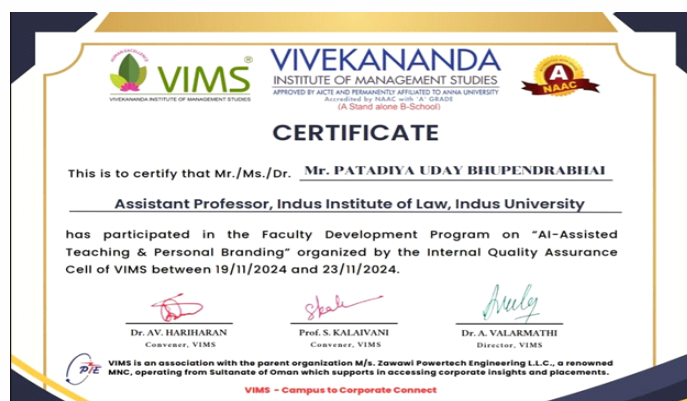 HUMAN EXCELLENCE
VIMS®
VIVEKANANDA INSTITUTE OF MANAGEMENT STUDIES
VIVEKANANDA
INSTITUTE OF MANAGEMENT STUDIES
APPROVED BY AICTE AND PERMANENTLY AFFILIATED TO ANNA UNIVERSITY
Accredited by NAAC with 'A' GRADE
(A Stand alone B-School)
A
NAAC
CERTIFICATE
This is to certify that Mr./Ms./Dr. Mr. PATADIYA UDAY BHUPENDRABHAI
Assistant Professor, Indus Institute of Law, Indus University
has participated in the Faculty Development Program on “AI-Assisted
Teaching & Personal Branding” organized by the Internal Quality Assurance
Cell of VIMS between 19/11/2024 and 23/11/2024.
Dr. AV. HARIHARAN
Convener, VIMS
Prof. S. KALAIVANI
Convener, VIMS
Dr. A. VALARMATHI
Director, VIMS
PTE
VIMS is an association with the parent organization M/s. Zawawi Powertech Engineering L.L.C., a renowned
MNC, operating from Sultanate of Oman which supports in accessing corporate insights and placements.
VIMS - Campus to Corporate Connect